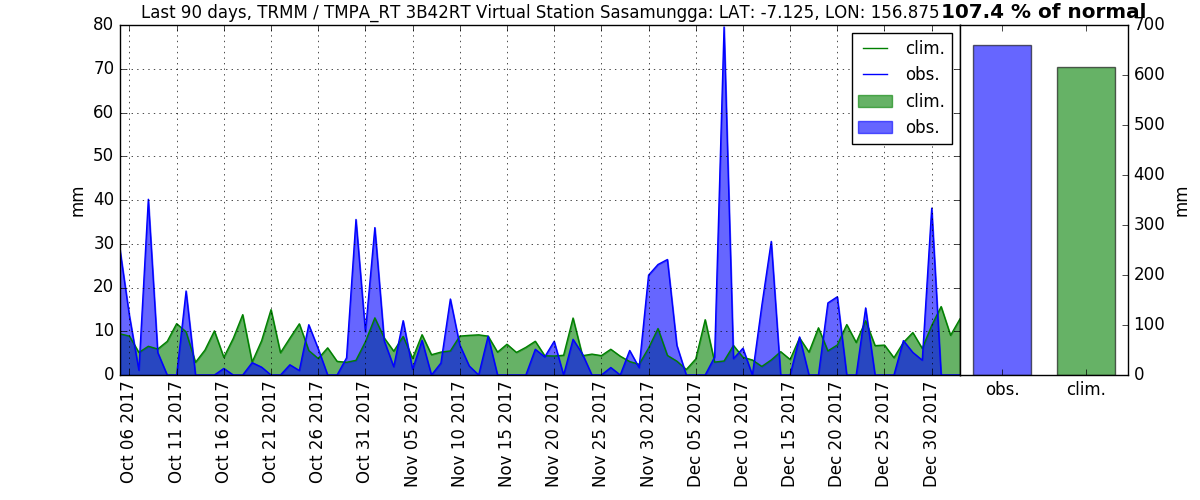 Last 90 days, TRMM / TMPA_RT 3B42RT Virtual Station Sasamungga: LAT: -7.125, LON: 156.875
107.4 % of normal
mm
80
70
60
50
40
30
20
10
0
clim.
obs.
clim.
obs.
Oct 06 2017
Oct 11 2017
Oct 16 2017
Oct 21 2017
Oct 26 2017
Oct 31 2017
Nov 05 2017
Nov 10 2017
Nov 15 2017
Nov 20 2017
Nov 25 2017
Nov 30 2017
Dec 05 2017
Dec 10 2017
Dec 15 2017
Dec 20 2017
Dec 25 2017
Dec 30 2017
700
600
500
400
300
200
100
0
mm
obs.
clim.